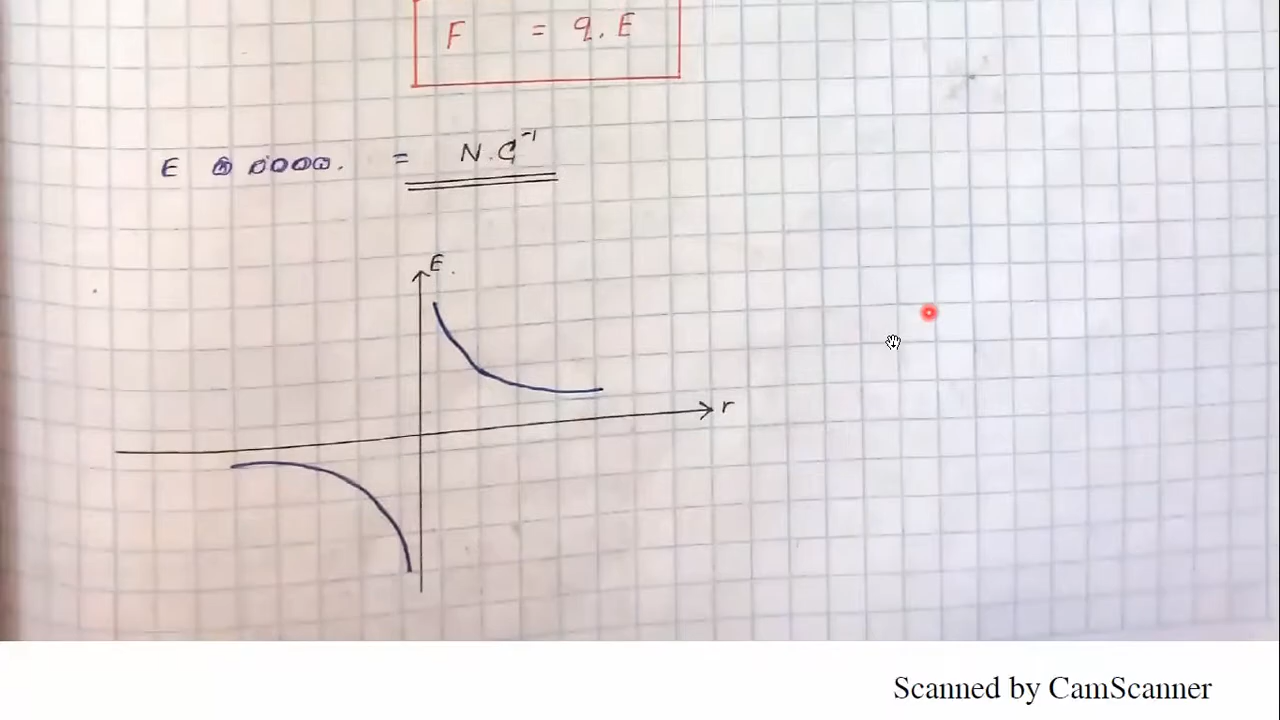 F = q. E
E = N.C⁻¹
E.
r
Scanned by CamScanner